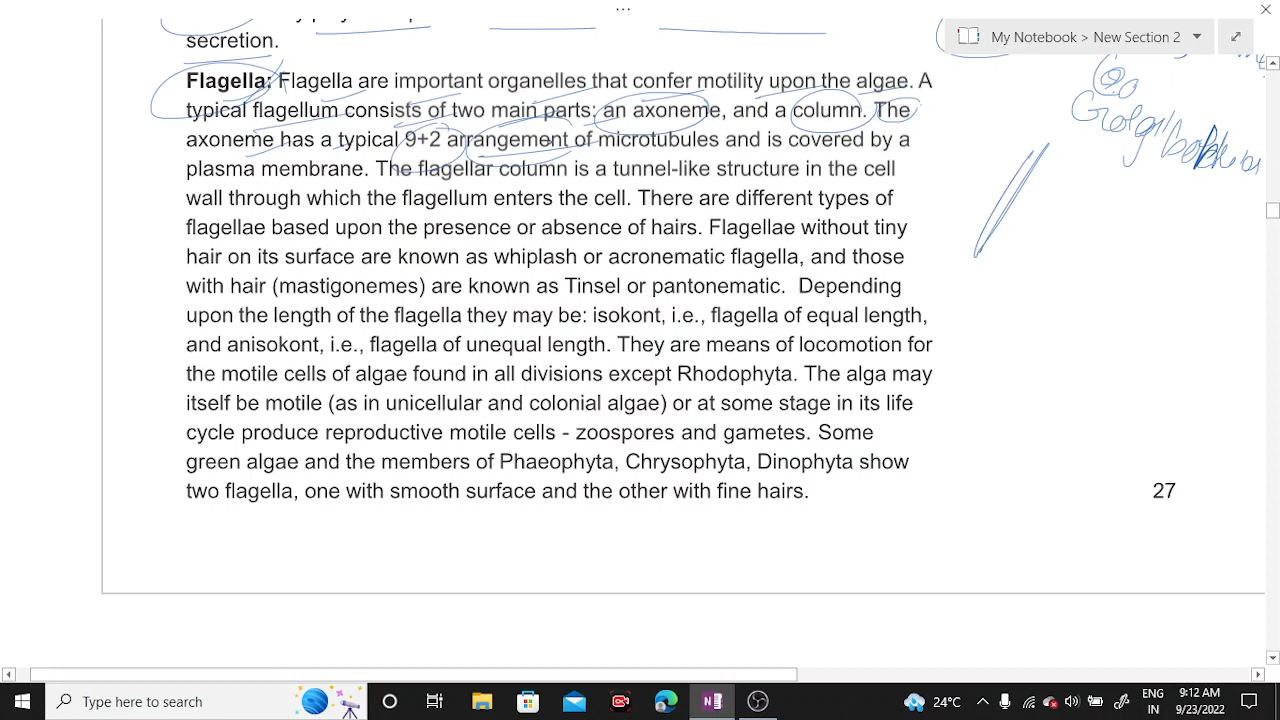 secretion.
My Notebook > New Section 2
Flagella: Flagella are important organelles that confer motility upon the algae. A
typical flagellum consists of two main parts: an axoneme, and a column. The
axoneme has a typical 9+2 arrangement of microtubules and is covered by a
plasma membrane. The flagellar column is a tunnel-like structure in the cell
wall through which the flagellum enters the cell. There are different types of
flagellae based upon the presence or absence of hairs. Flagellae without tiny
hair on its surface are known as whiplash or acronematic flagella, and those
with hair (mastigonemes) are known as Tinsel or pantonematic. Depending
upon the length of the flagella they may be: isokont, i.e., flagella of equal length,
and anisokont, i.e., flagella of unequal length. They are means of locomotion for
the motile cells of algae found in all divisions except Rhodophyta. The alga may
itself be motile (as in unicellular and colonial algae) or at some stage in its life
cycle produce reproductive motile cells - zoospores and gametes. Some
green algae and the members of Phaeophyta, Chrysophyta, Dinophyta show
two flagella, one with smooth surface and the other with fine hairs.
27
Type here to search
24°C
ENG
IN
9:12 AM
9/23/2022